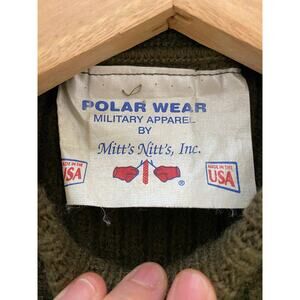 POLAR WEAR
MILITARY APPAREL
BY
Mitt's Nitt's, Inc.
MADE IN THE
USA
MADE IN THE
USA
®